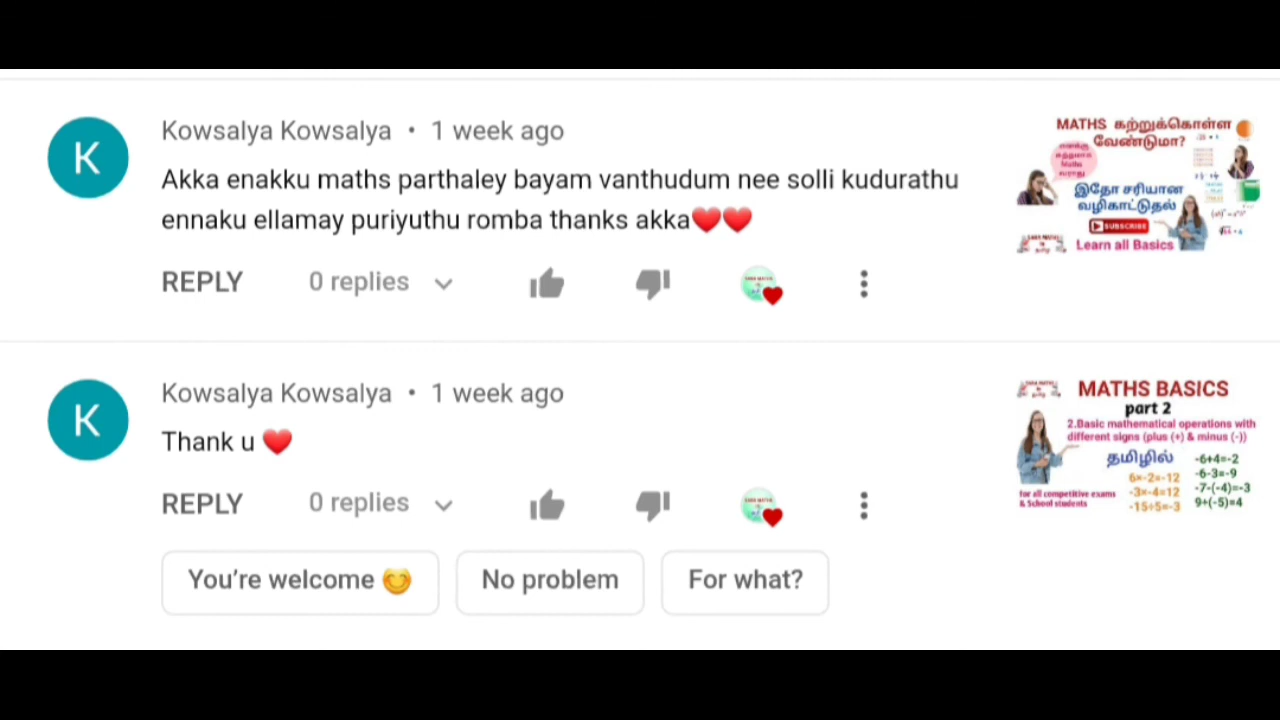 Kowsalya Kowsalya • 1 week ago
Akka enakku maths parthaley bayam vanthudum nee solli kudurathu
ennaku ellamay puriyuthu romba thanks akka❤️❤️
REPLY 0 replies
MATHS கற்றுக்கொள்ள
வேண்டுமா?
இதோ சரியான
வழிகாட்டுதல்
SUBSCRIBE
Learn all Basics
K
Kowsalya Kowsalya • 1 week ago
Thank u ❤️
REPLY 0 replies
You’re welcome 😊 No problem For what?
K
MATHS BASICS
part 2
2.Basic mathematical operations with
different signs (plus (+) & minus (-))
தமிழில்
-6+4=-2
6×-2=-12 -6-3=-9
-3×-4=12 -7-(-4)=-3
-15÷5=-3 9+(-5)=4
for all competitive exams
& School students